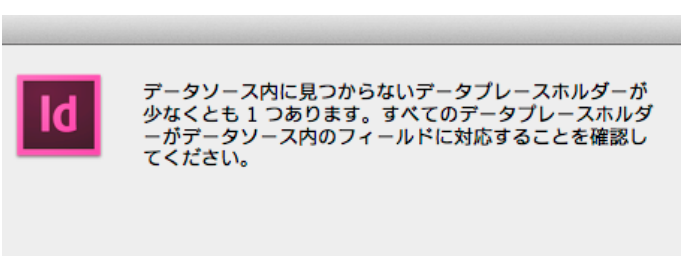 Id
データソース内に見つからないデータプレースホルダーが
少なくとも 1 つあります。すべてのデータプレースホルダ
ーがデータソース内のフィールドに対応することを確認し
てください。